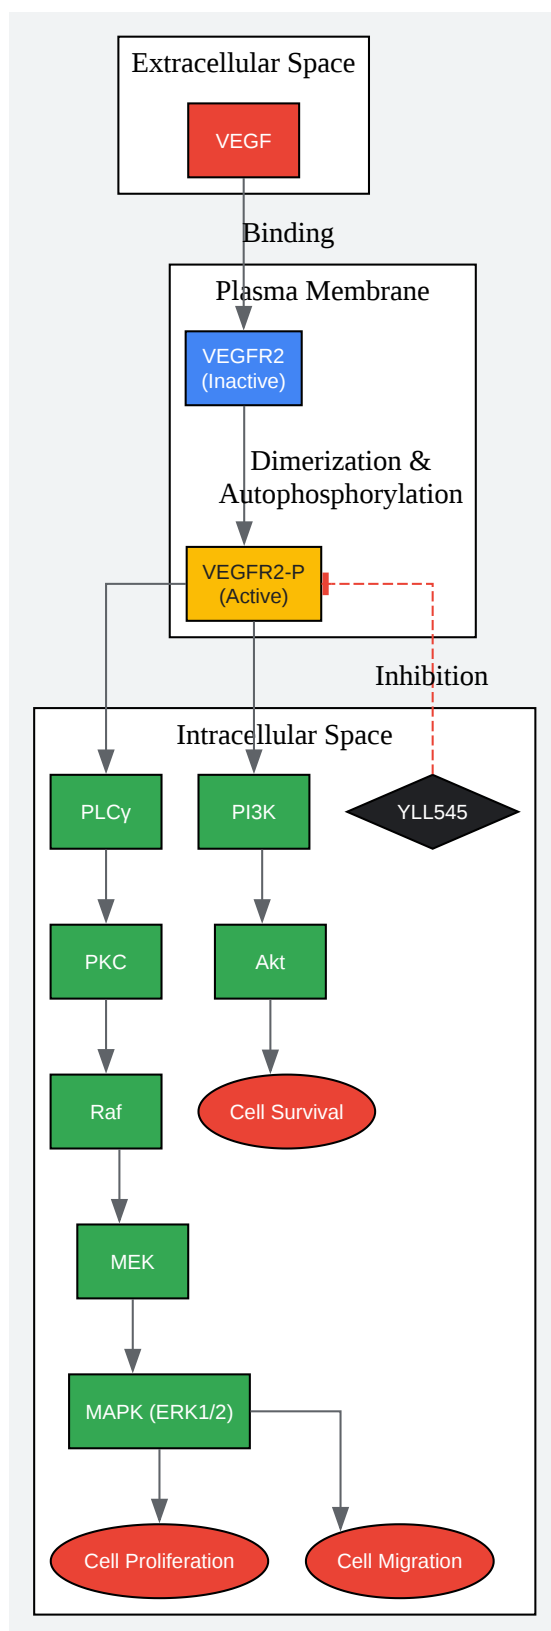 Extracellular Space
VEGF
Binding
Plasma Membrane
VEGFR2
(Inactive)
Dimerization &
Autophosphorylation
VEGFR2-P
(Active)
Inhibition
Intracellular Space
PLCγ
PI3K
YLL545
PKC
Akt
Raf
Cell Survival
MEK
MAPK (ERK1/2)
Cell Proliferation
Cell Migration